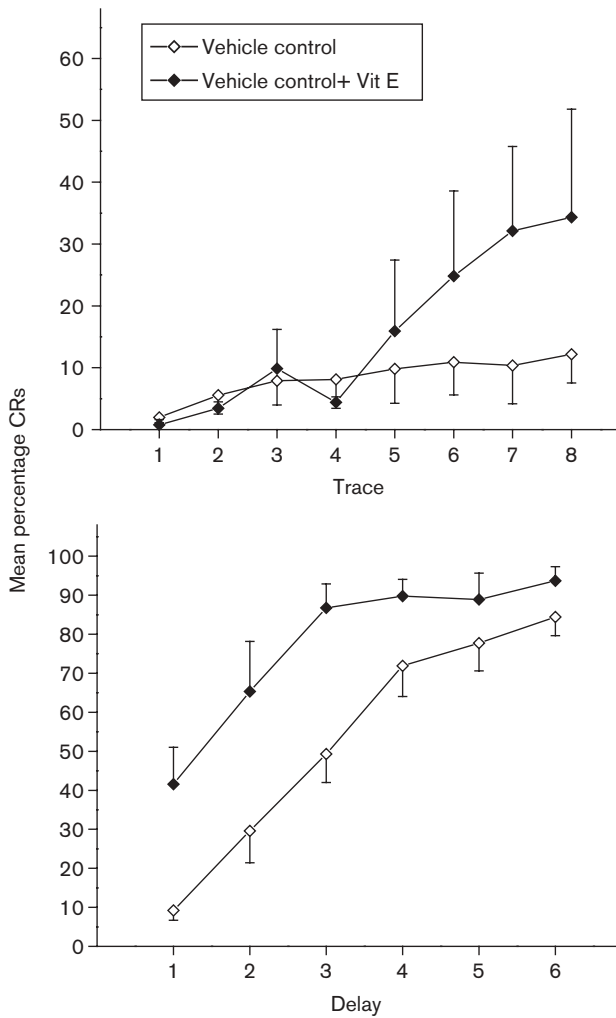 Vehicle control
Vehicle control+ Vit E
60
50
40
30
20
10
0
1 2 3 4 5 6 7 8
Trace
Mean percentage CRs
100
90
80
70
60
50
40
30
20
10
0
1 2 3 4 5 6
Delay